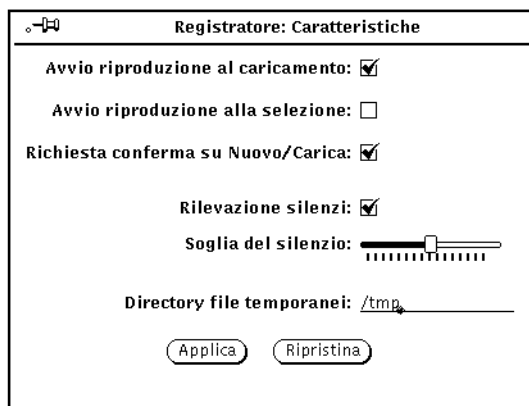 Registratore: Caratteristiche
Avvio riproduzione al caricamento:
Avvio riproduzione alla selezione:
Richiesta conferma su Nuovo/Carica:
Rilevazione silenzi:
Soglia del silenzio:
Directory file temporanei: /tmp
Applica Ripristina